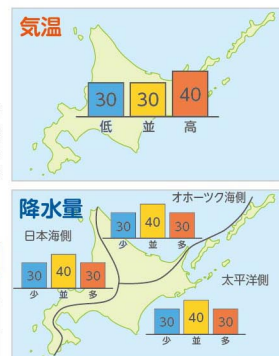 気温
30 30 40
低 並 高
降水量
オホーツク海側
30 40 30
少 並 多
日本海側
30 40 30
少 並 多
太平洋側
30 40 30
少 並 多